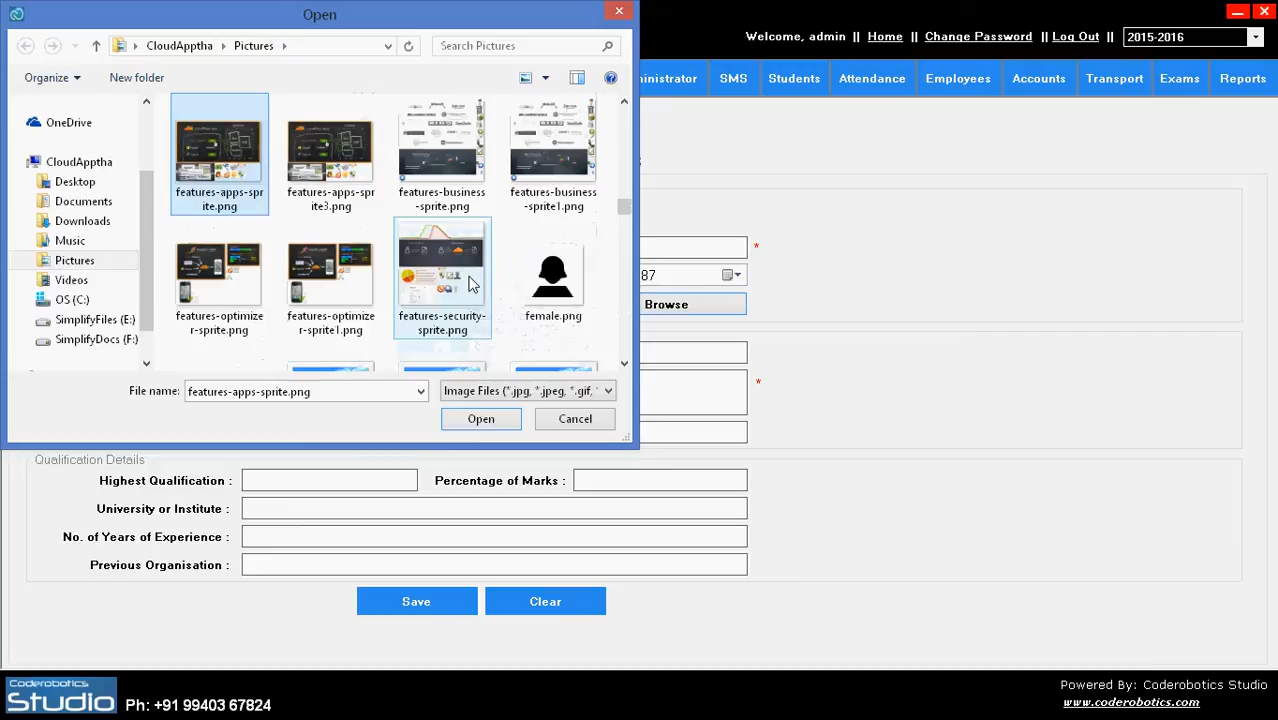 Open
Welcome, admin || Home || Change Password || Log Out || 2015-2016
CloudApptha Pictures
Search Pictures
Organize New folder
ministrator SMS Students Attendance Employees Accounts Transport Exams Reports
OneDrive
CloudApptha
Desktop
Documents
Downloads
Music
Pictures
Videos
OS (C:)
SimplifyFiles (E:)
SimplifyDocs (F:)
features-apps-spr
ite.png
features-apps-spr
ite3.png
features-business
-sprite.png
features-business
-sprite1.png
features-optimize
r-sprite.png
features-optimize
r-sprite1.png
features-security-
sprite.png
female.png
*
87
Browse
*
File name: features-apps-sprite.png
Image Files (*.jpg, *.jpeg, *.gif, *
Open Cancel
Qualification Details
Highest Qualification :
Percentage of Marks :
University or Institute :
No. of Years of Experience :
Previous Organisation :
Save Clear
Coderobotics
Studio
Ph: +91 99403 67824
Powered By: Coderobotics Studio
www.coderobotics.com